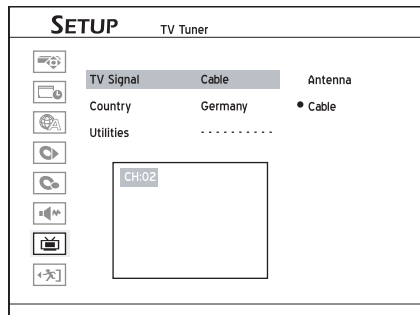 SETUP TV Tuner
TV Signal Cable Antenna
Country Germany • Cable
Utilities - - - - - - - - - -
CH:02